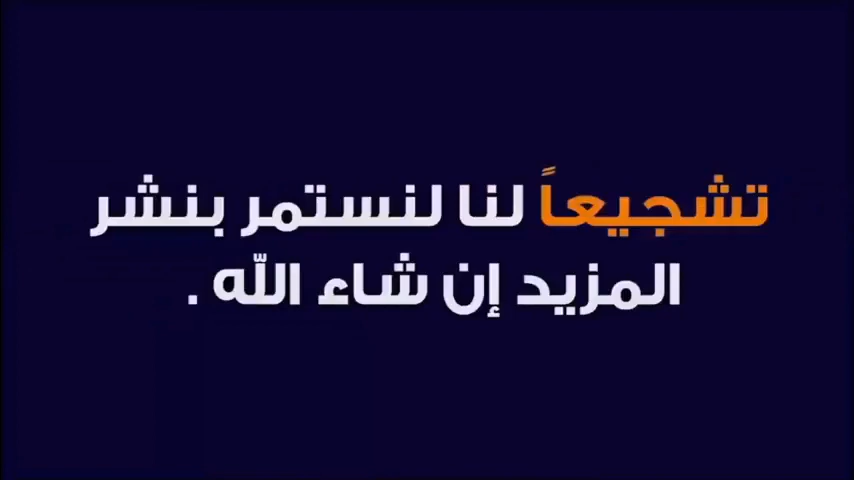 تشجيعاً لنا لنستمر بنشر
المزيد إن شاء الله .